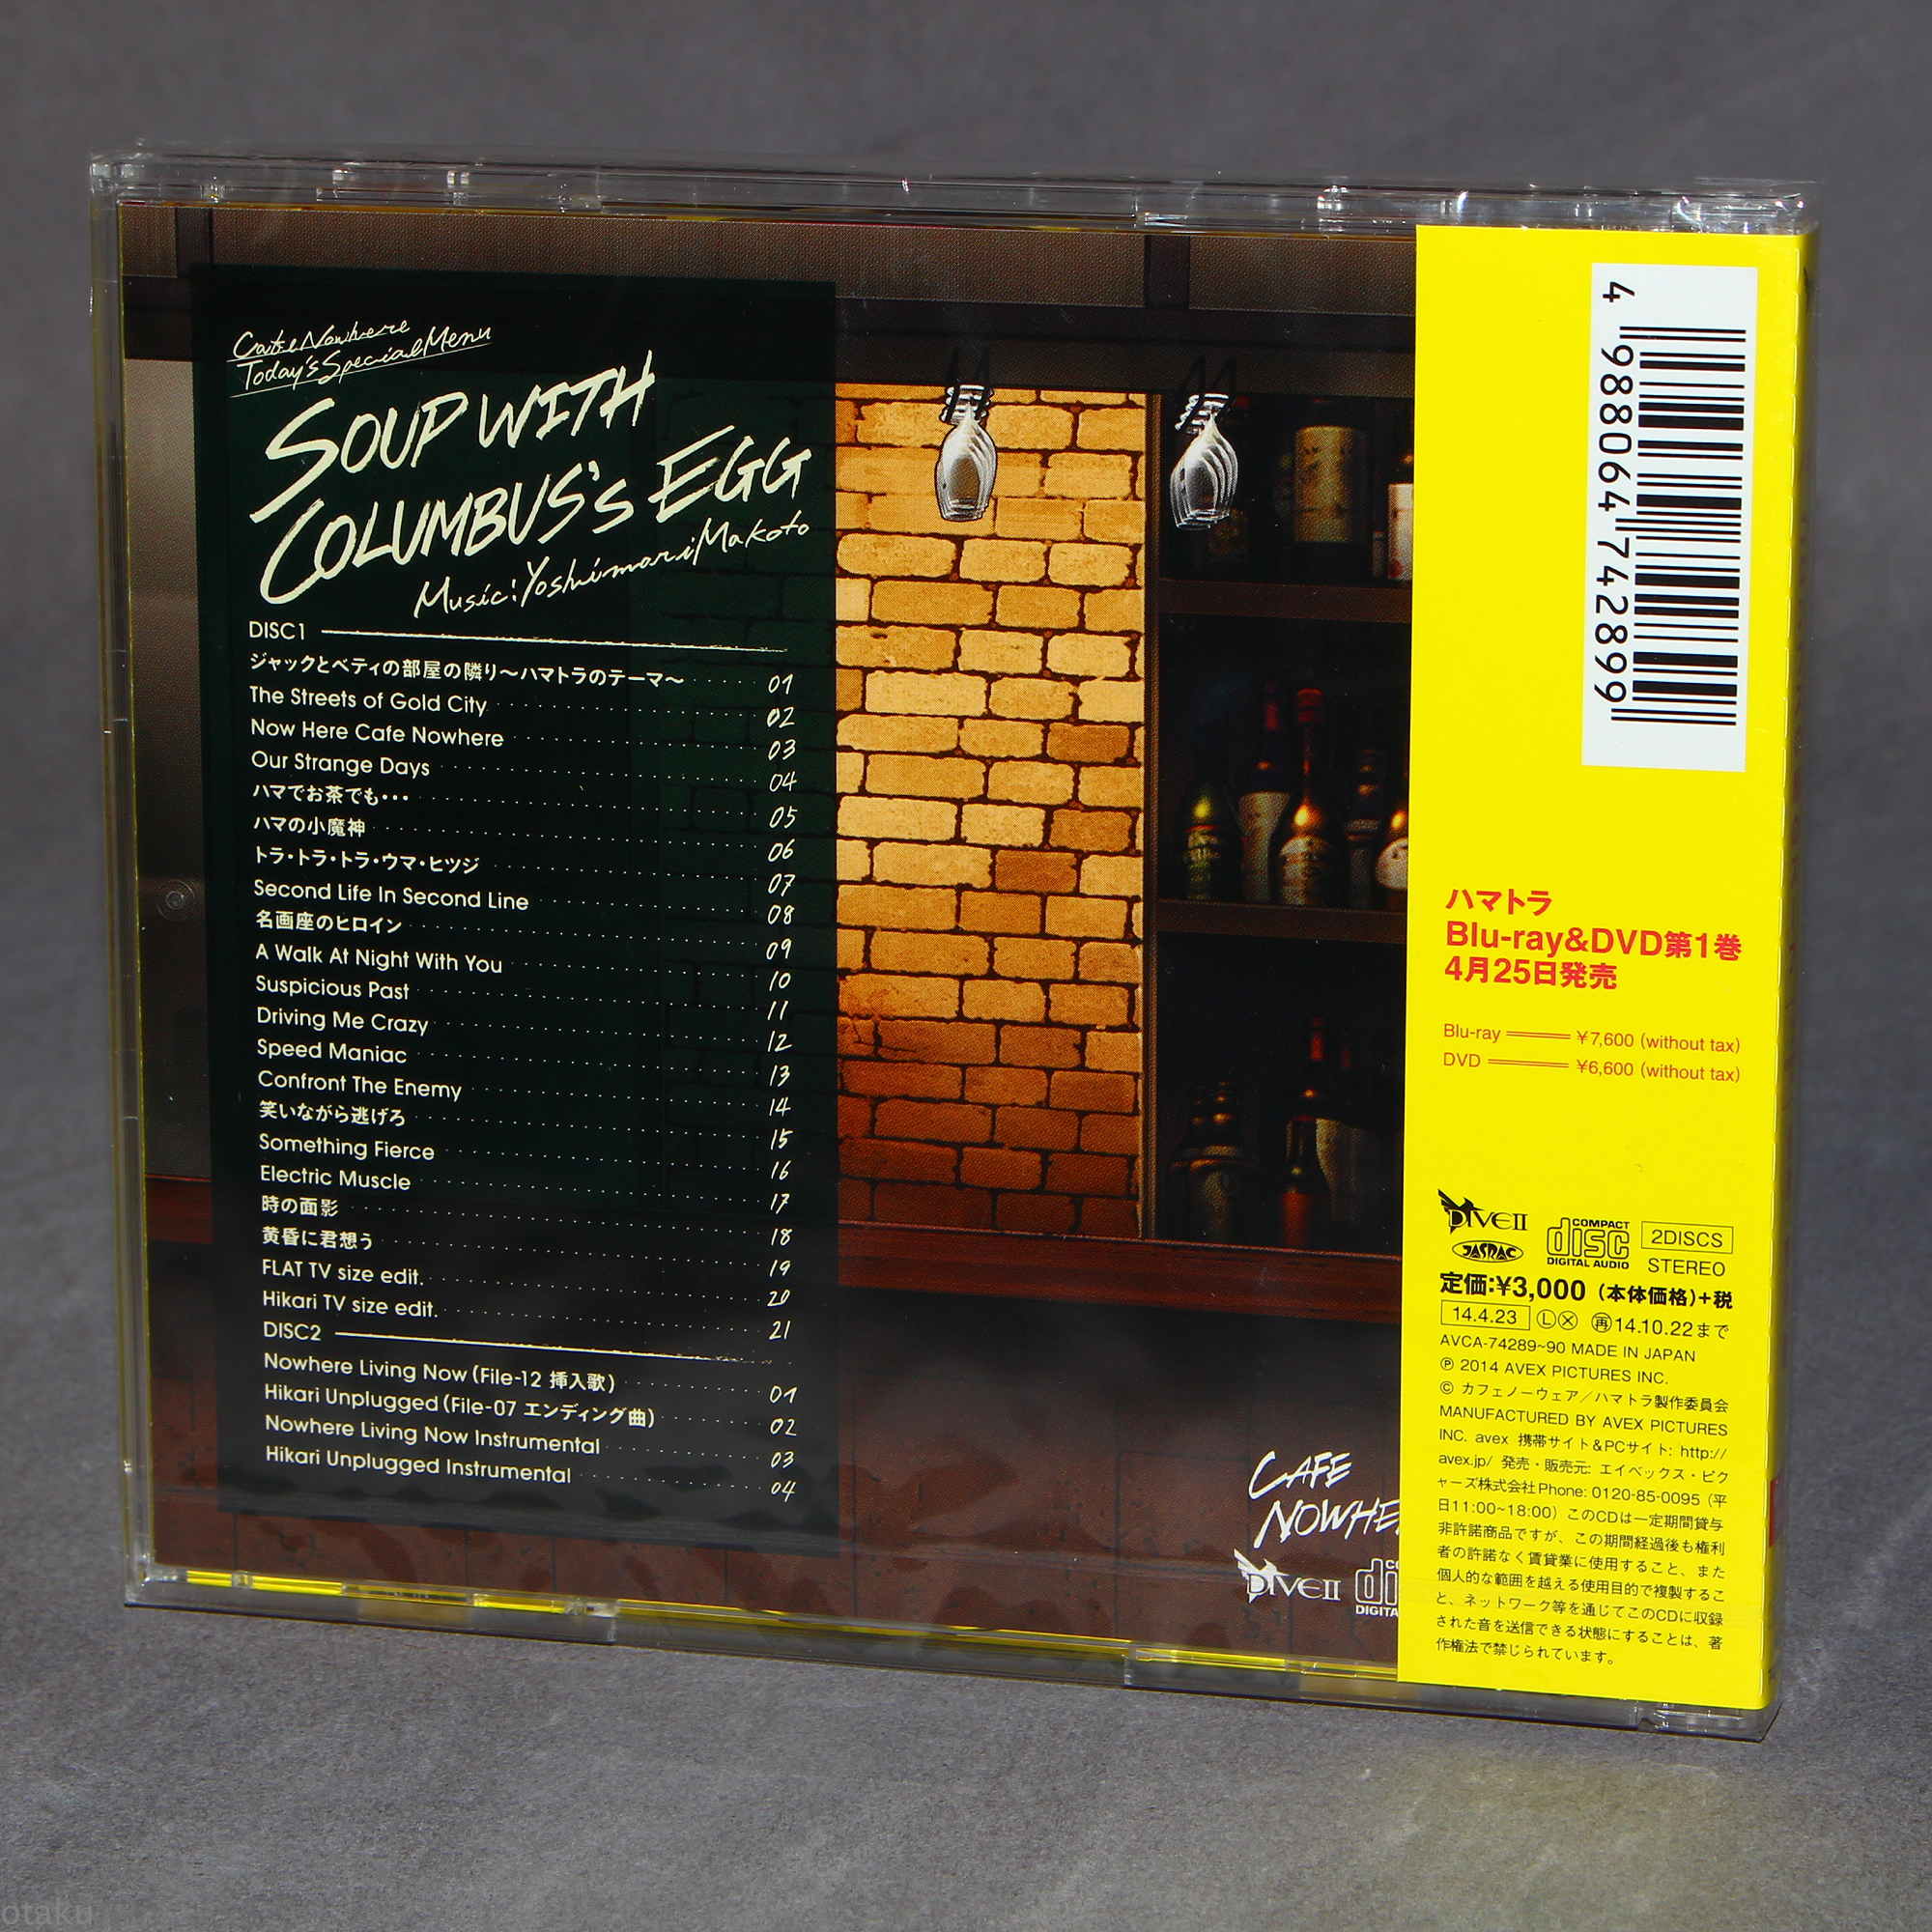 Cafe Nowhere
Today's Special Menu
SOUP WITH
COLUMBUS'S EGG
Music:Yoshimori Makoto
DISC1
ジャックとベティの部屋の隣り〜ハマトラのテーマ〜 01
The Streets of Gold City 02
Now Here Cafe Nowhere 03
Our Strange Days 04
ハマでお茶でも・・・ 05
ハマの小魔神 06
トラ・トラ・トラ・ウマ・ヒツジ 07
Second Life In Second Line 08
名画座のヒロイン 09
A Walk At Night With You 10
Suspicious Past 11
Driving Me Crazy 12
Speed Maniac 13
Confront The Enemy 14
笑いながら逃げろ 15
Something Fierce 16
Electric Muscle 17
時の面影 18
黄昏に君想う 19
FLAT TV size edit. 20
Hikari TV size edit. 21
DISC2
Nowhere Living Now (File-12 挿入歌) 01
Hikari Unplugged (File-07 エンディング曲) 02
Nowhere Living Now Instrumental 03
Hikari Unplugged Instrumental 04
CAFE
NOWHE
DIVE II
DIGITA
4 988064 742899
ハマトラ
Blu-ray&DVD第1巻
4月25日発売
Blu-ray ¥7,600 (without tax)
DVD ¥6,600 (without tax)
DIVE II
JASRAC
COMPACT
disc
DIGITAL AUDIO
2DISCS
STEREO
定価:¥3,000 (本体価格)+税
14.4.23 Ⓛ Ⓧ 再14.10.22まで
AVCA-74289~90 MADE IN JAPAN
℗ 2014 AVEX PICTURES INC.
© カフェノーウェア/ハマトラ製作委員会
MANUFACTURED BY AVEX PICTURES
INC. avex 携帯サイト&PCサイト: http://
avex.jp/ 発売・販売元: エイベックス・ピク
ャーズ株式会社 Phone: 0120-85-0095 (平
日11:00~18:00) このCDは一定期間貸与
非許諾商品ですが、この期間経過後も権利
者の許諾なく賃貸業に使用すること、また
個人的な範囲を越える使用目的で複製するこ
と、ネットワーク等を通じてこのCDに収録
された音を送信できる状態にすることは、著
作権法で禁じられています。
otaku